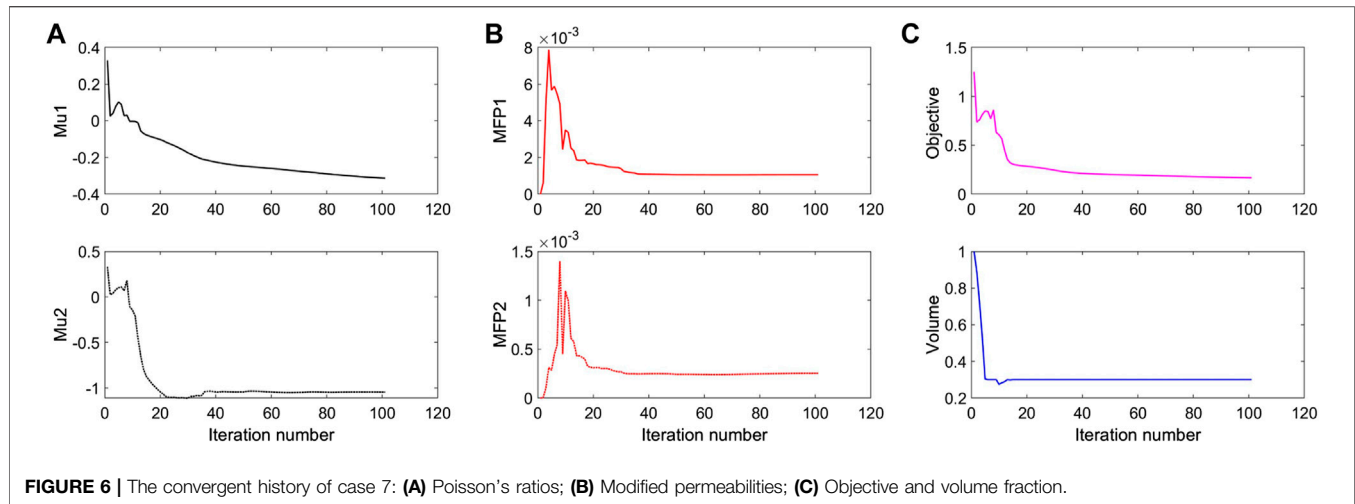 A
0.4
0.2
0
-0.2
-0.4
Mu1
0 20 40 60 80 100 120
0.5
0
-0.5
-1
Mu2
0 20 40 60 80 100 120
Iteration number
B
×10⁻³
8
6
4
2
0
MFP1
0 20 40 60 80 100 120
×10⁻³
1.5
1
0.5
0
MFP2
0 20 40 60 80 100 120
Iteration number
C
1.5
1
0.5
0
Objective
0 20 40 60 80 100 120
1
0.8
0.6
0.4
0.2
Volume
0 20 40 60 80 100 120
Iteration number
FIGURE 6 | The convergent history of case 7: (A) Poisson's ratios; (B) Modified permeabilities; (C) Objective and volume fraction.